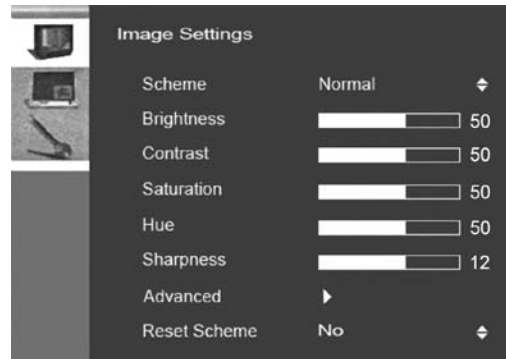 Image Settings
Scheme Normal
Brightness 50
Contrast 50
Saturation 50
Hue 50
Sharpness 12
Advanced
Reset Scheme No